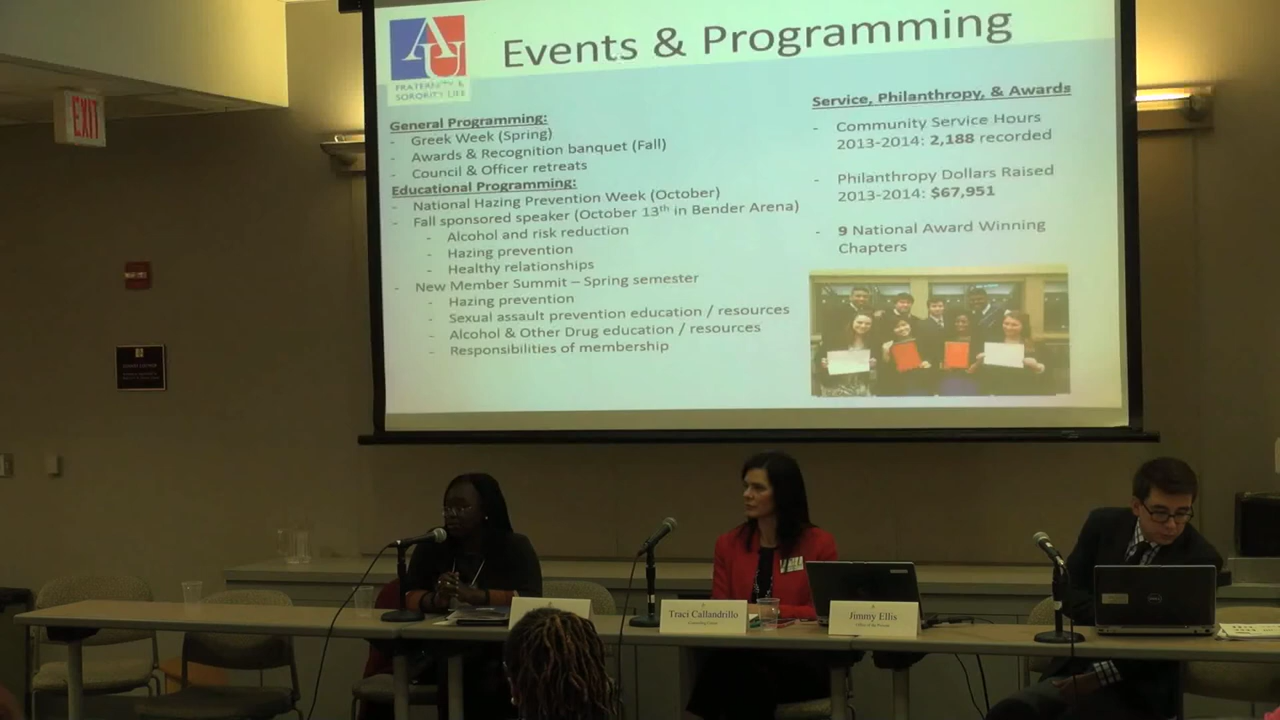 EXIT
AU
FRATERNITY &
SORORITY LIFE
Events & Programming
General Programming:
- Greek Week (Spring)
- Awards & Recognition banquet (Fall)
- Council & Officer retreats
Educational Programming:
- National Hazing Prevention Week (October)
- Fall sponsored speaker (October 13th in Bender Arena)
- Alcohol and risk reduction
- Hazing prevention
- Healthy relationships
- New Member Summit – Spring semester
- Hazing prevention
- Sexual assault prevention education / resources
- Alcohol & Other Drug education / resources
- Responsibilities of membership
Service, Philanthropy, & Awards
- Community Service Hours
2013-2014: 2,188 recorded
- Philanthropy Dollars Raised
2013-2014: $67,951
- 9 National Award Winning
Chapters
Traci Callandrillo
Counseling Center
Jimmy Ellis
DELL